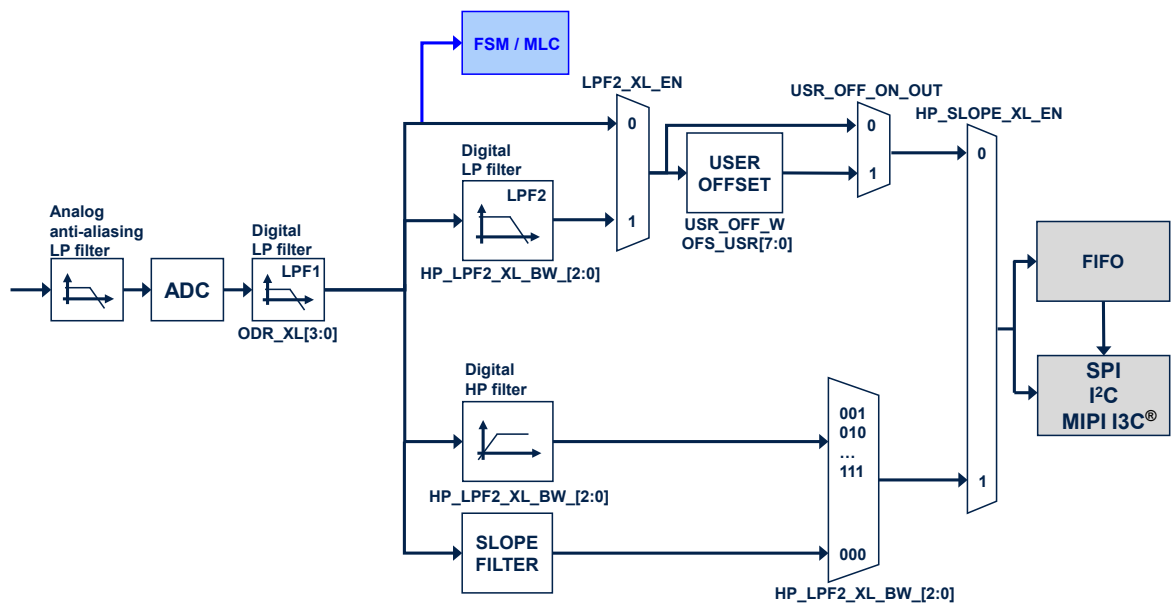 FSM / MLC
LPF2_XL_EN
USR_OFF_ON_OUT
HP_SLOPE_XL_EN
0
0
0
Digital
LP filter
LPF2
USER
OFFSET
1
1
USR_OFF_W
OFS_USR[7:0]
HP_LPF2_XL_BW_[2:0]
Analog
anti-aliasing
LP filter
ADC
Digital
LP filter
LPF1
ODR_XL[3:0]
FIFO
SPI
I²C
MIPI I3C®
Digital
HP filter
HP_LPF2_XL_BW_[2:0]
001
010
...
111
1
SLOPE
FILTER
000
HP_LPF2_XL_BW_[2:0]